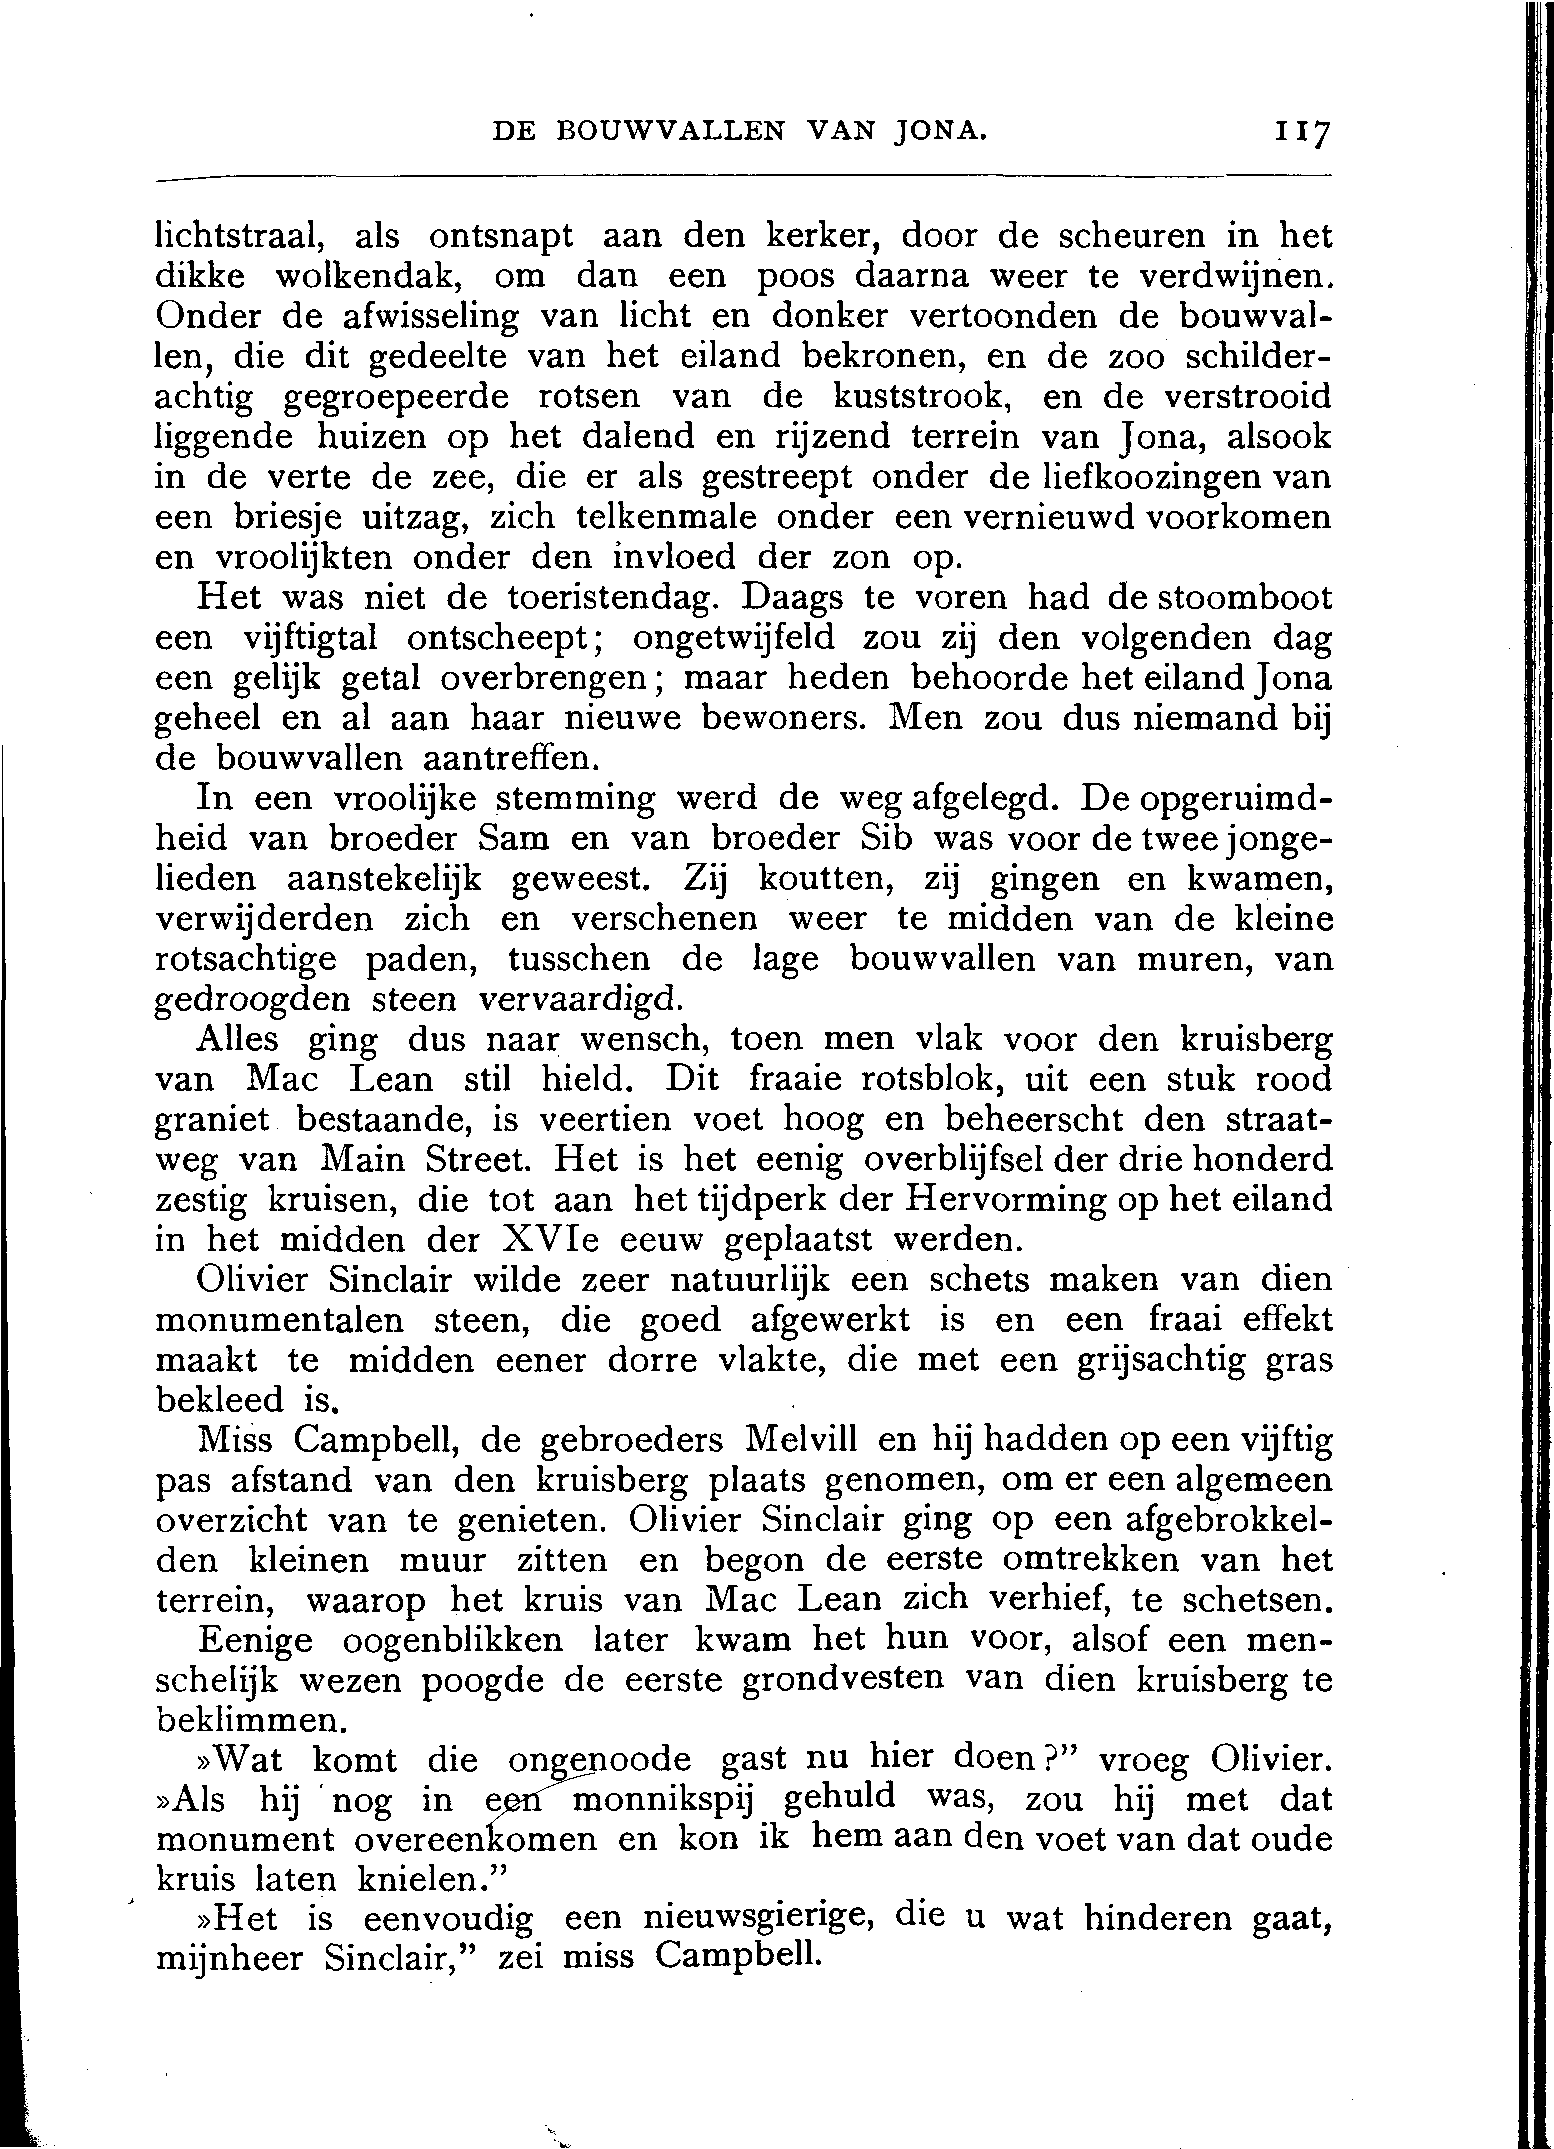 DE BOUWVALLEN VAN JONA. 117
lichtstraal, als ontsnapt aan den kerker, door de scheuren in het
dikke wolkendak, om dan een poos daarna weer te verdwijnen.
Onder de afwisseling van licht en donker vertoonden de bouwval-
len, die dit gedeelte van het eiland bekronen, en de zoo schilder-
achtig gegroepeerde rotsen van de kuststrook, en de verstrooid
liggende huizen op het dalend en rijzend terrein van Jona, alsook
in de verte de zee, die er als gestreept onder de liefkoozingen van
een briesje uitzag, zich telkenmale onder een vernieuwd voorkomen
en vroolijkten onder den invloed der zon op.
Het was niet de toeristendag. Daags te voren had de stoomboot
een vijftigtal ontscheept; ongetwijfeld zou zij den volgenden dag
een gelijk getal overbrengen; maar heden behoorde het eiland Jona
geheel en al aan haar nieuwe bewoners. Men zou dus niemand bij
de bouwvallen aantreffen.
In een vroolijke stemming werd de weg afgelegd. De opgeruimd-
heid van broeder Sam en van broeder Sib was voor de twee jonge-
lieden aanstekelijk geweest. Zij koutten, zij gingen en kwamen,
verwijderden zich en verschenen weer te midden van de kleine
rotsachtige paden, tusschen de lage bouwvallen van muren, van
gedroogden steen vervaardigd.
Alles ging dus naar wensch, toen men vlak voor den kruisberg
van Mac Lean stil hield. Dit fraaie rotsblok, uit een stuk rood
graniet bestaande, is veertien voet hoog en beheerscht den straat-
weg van Main Street. Het is het eenig overblijfsel der drie honderd
zestig kruisen, die tot aan het tijdperk der Hervorming op het eiland
in het midden der XVIe eeuw geplaatst werden.
Olivier Sinclair wilde zeer natuurlijk een schets maken van dien
monumentalen steen, die goed afgewerkt is en een fraai effekt
maakt te midden eener dorre vlakte, die met een grijsachtig gras
bekleed is.
Miss Campbell, de gebroeders Melvill en hij hadden op een vijftig
pas afstand van den kruisberg plaats genomen, om er een algemeen
overzicht van te genieten. Olivier Sinclair ging op een afgebrokkel-
den kleinen muur zitten en begon de eerste omtrekken van het
terrein, waarop het kruis van Mac Lean zich verhief, te schetsen.
Eenige oogenblikken later kwam het hun voor, alsof een men-
schelijk wezen poogde de eerste grondvesten van dien kruisberg te
beklimmen.
»Wat komt die ongenoode gast nu hier doen?” vroeg Olivier.
»Als hij nog in een monnikspij gehuld was, zou hij met dat
monument overeenkomen en kon ik hem aan den voet van dat oude
kruis laten knielen.”
»Het is eenvoudig een nieuwsgierige, die u wat hinderen gaat,
mijnheer Sinclair,” zei miss Campbell.